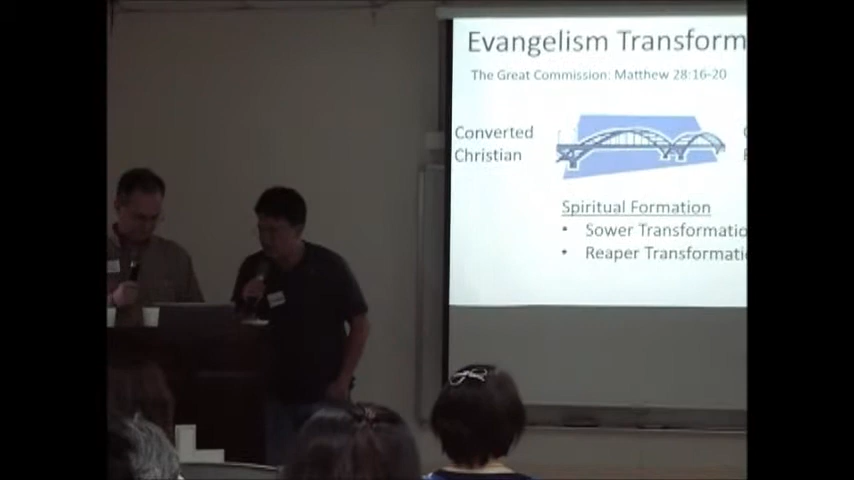 Evangelism Transform
The Great Commission: Matthew 28:16-20
Converted
Christian
Spiritual Formation
• Sower Transformatio
• Reaper Transformati